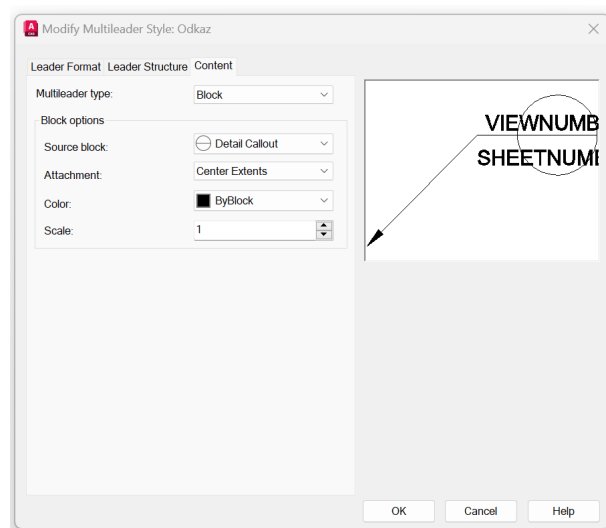 Modify Multileader Style: Odkaz
Leader Format Leader Structure Content
Multileader type: Block
Block options
Source block: Detail Callout
Attachment: Center Extents
Color: ByBlock
Scale: 1
VIEWNUMB
SHEETNUM
OK Cancel Help